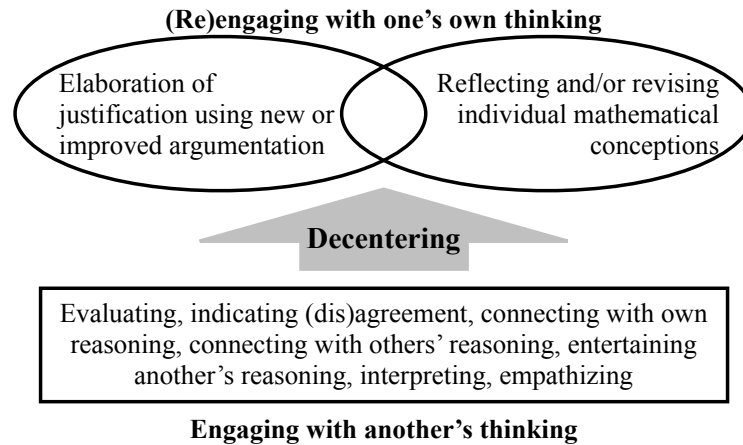 (Re)engaging with one’s own thinking
Elaboration of
justification using new or
improved argumentation
Reflecting and/or revising
individual mathematical
conceptions
Decentering
Evaluating, indicating (dis)agreement, connecting with own
reasoning, connecting with others’ reasoning, entertaining
another’s reasoning, interpreting, empathizing
Engaging with another’s thinking